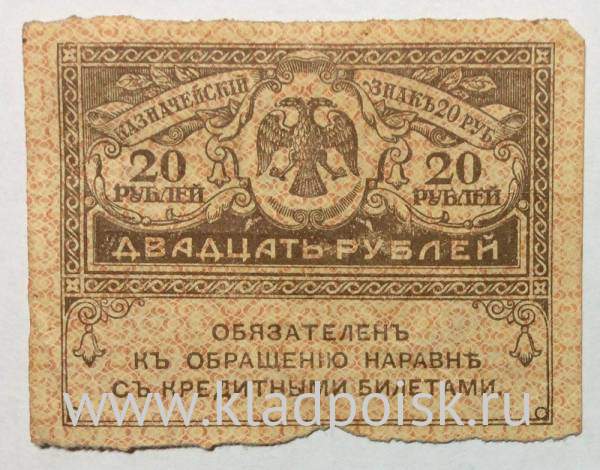 КАЗНАЧЕЙСКІЙ ЗНАКЪ 20 РУБ.
20 РУБЛЕЙ
20 РУБЛЕЙ
ДВАДЦАТЬ РУБЛЕЙ
ОБЯЗАТЕЛЕНЪ
КЪ ОБРАЩЕНІЮ НАРАВНѢ
СЪ КРЕДИТНЫМИ БИЛЕТАМИ.
www.kladpoisk.ru